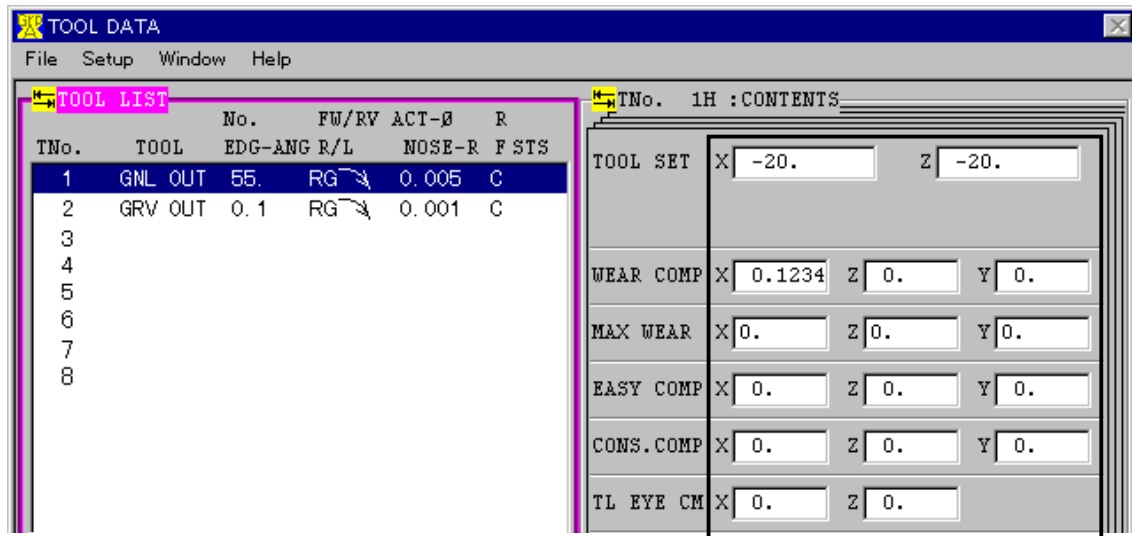 TOOL DATA
File Setup Window Help
TOOL LIST
No. FW/RV ACT-Ø R
TNo. TOOL EDG-ANG R/L NOSE-R F STS
1 GNL OUT 55. RG 0.005 C
2 GRV OUT 0.1 RG 0.001 C
3
4
5
6
7
8
TNo. 1H :CONTENTS
TOOL SET X -20. Z -20.
WEAR COMP X 0.1234 Z 0. Y 0.
MAX WEAR X 0. Z 0. Y 0.
EASY COMP X 0. Z 0. Y 0.
CONS.COMP X 0. Z 0. Y 0.
TL EYE CM X 0. Z 0.